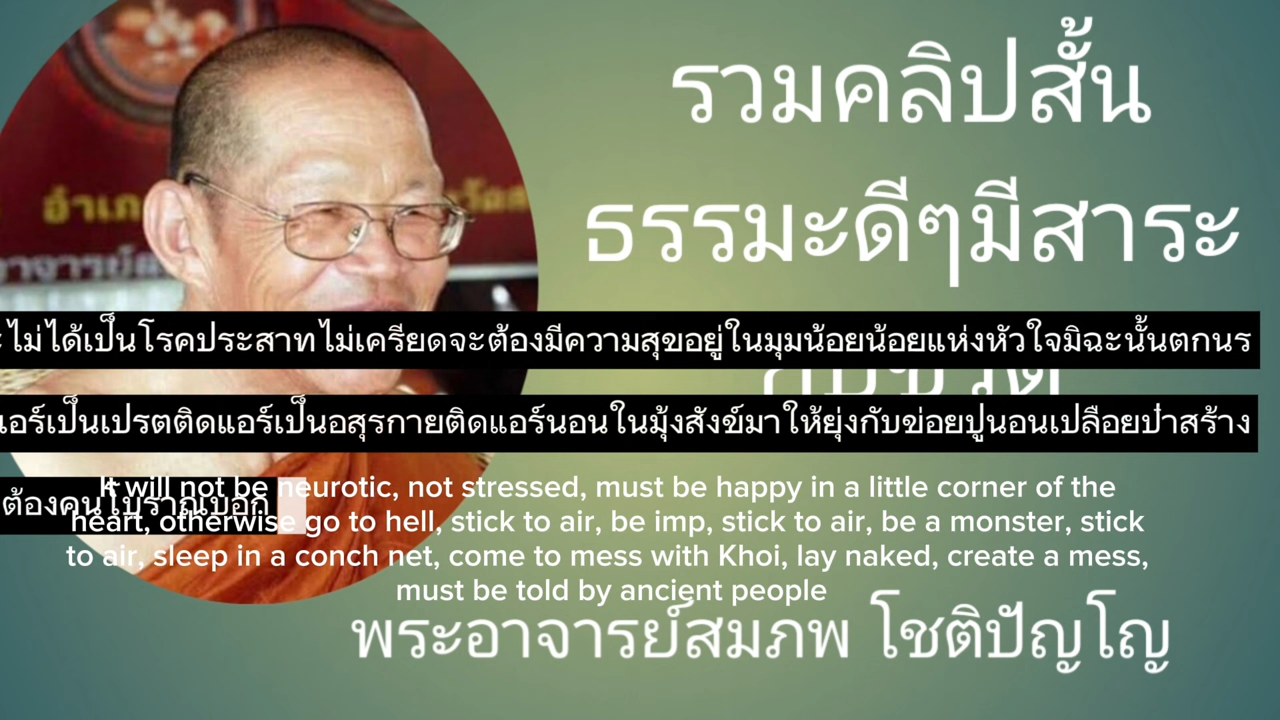 รวมคลิปสั้น
ธรรมะดีๆมีสาระ
อำเภ
ไม่ได้เป็นโรคประสาทไม่เครียดจะต้องมีความสุขอยู่ในมุมน้อยน้อยแห่งหัวใจมิฉะนั้นตกนร
แอร์เป็นเปรตติดแอร์เป็นอสุรกายติดแอร์นอนในมุ้งสังข์มาให้ยุ่งกับข่อยปูนอนเปลือยป๋าสร้าง
ต้องคนโบราณบอก
It will not be neurotic, not stressed, must be happy in a little corner of the
heart, otherwise go to hell, stick to air, be imp, stick to air, be a monster, stick
to air, sleep in a conch net, come to mess with Khoi, lay naked, create a mess,
must be told by ancient people
พระอาจารย์สมภพ โชติปัญโญ